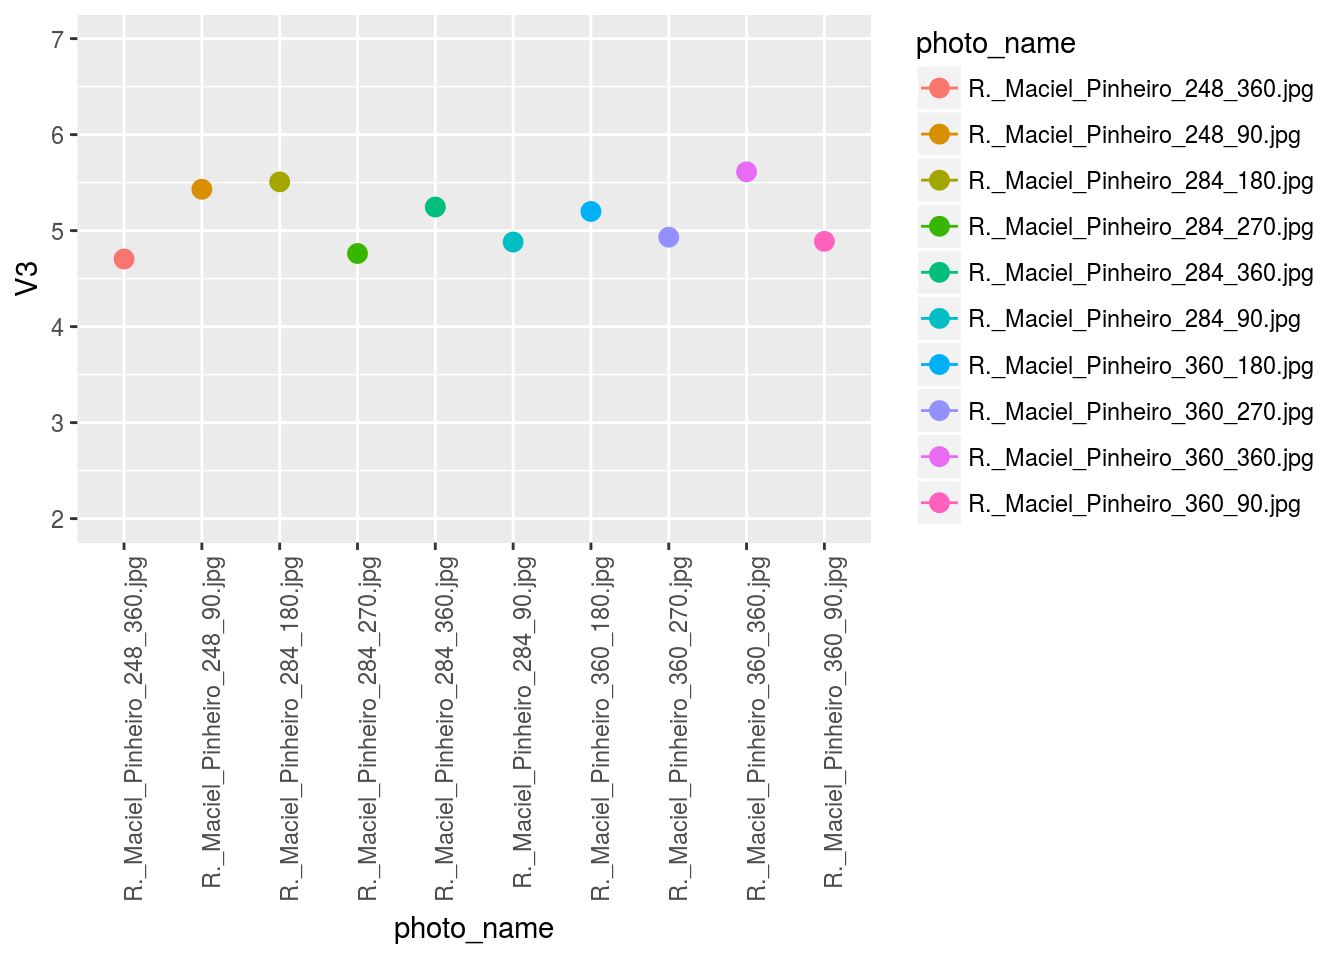 7
6
5
4
3
2
V3
R._Maciel_Pinheiro_248_360.jpg
R._Maciel_Pinheiro_248_90.jpg
R._Maciel_Pinheiro_284_180.jpg
R._Maciel_Pinheiro_284_270.jpg
R._Maciel_Pinheiro_284_360.jpg
R._Maciel_Pinheiro_284_90.jpg
R._Maciel_Pinheiro_360_180.jpg
R._Maciel_Pinheiro_360_270.jpg
R._Maciel_Pinheiro_360_360.jpg
R._Maciel_Pinheiro_360_90.jpg
photo_name
photo_name
R._Maciel_Pinheiro_248_360.jpg
R._Maciel_Pinheiro_248_90.jpg
R._Maciel_Pinheiro_284_180.jpg
R._Maciel_Pinheiro_284_270.jpg
R._Maciel_Pinheiro_284_360.jpg
R._Maciel_Pinheiro_284_90.jpg
R._Maciel_Pinheiro_360_180.jpg
R._Maciel_Pinheiro_360_270.jpg
R._Maciel_Pinheiro_360_360.jpg
R._Maciel_Pinheiro_360_90.jpg